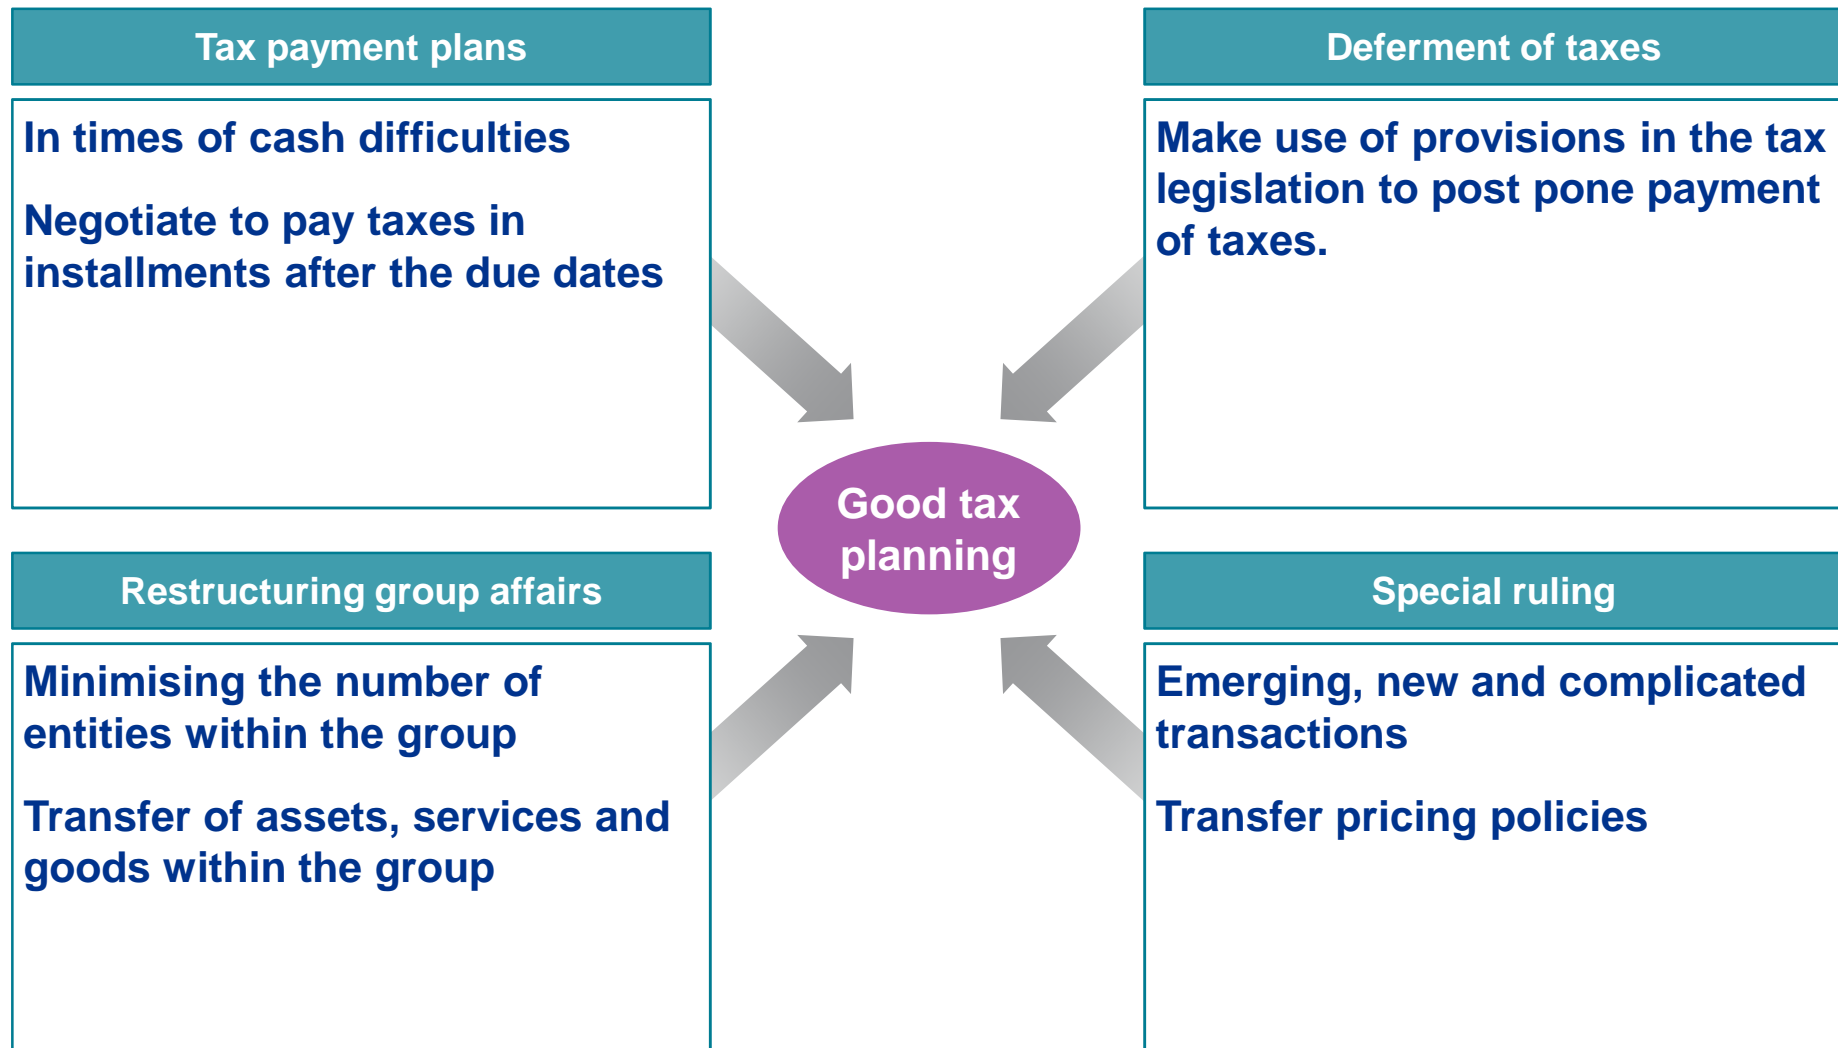 Tax payment plans
In times of cash difficulties
Negotiate to pay taxes in
installments after the due dates
Deferment of taxes
Make use of provisions in the tax
legislation to post pone payment
of taxes.
Good tax
planning
Restructuring group affairs
Minimising the number of
entities within the group
Transfer of assets, services and
goods within the group
Special ruling
Emerging, new and complicated
transactions
Transfer pricing policies